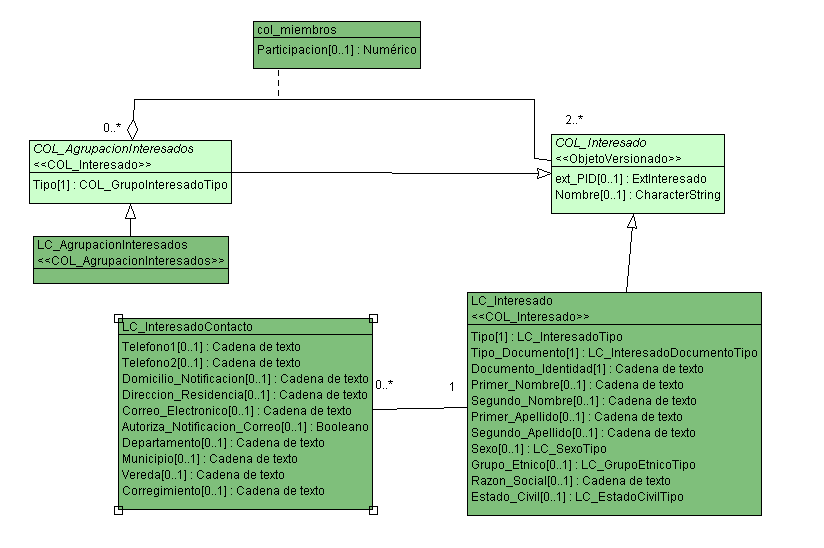 col_miembros
Participacion[0..1] : Numérico
0..*
2..*
COL_AgrupacionInteresados
<<COL_Interesado>>
Tipo[1] : COL_GrupoInteresadoTipo
COL_Interesado
<<ObjetoVersionado>>
ext_PID[0..1] : ExtInteresado
Nombre[0..1] : CharacterString
LC_AgrupacionInteresados
<<COL_AgrupacionInteresados>>
LC_InteresadoContacto
Telefono1[0..1] : Cadena de texto
Telefono2[0..1] : Cadena de texto
Domicilio_Notificacion[0..1] : Cadena de texto
Direccion_Residencia[0..1] : Cadena de texto
Correo_Electronico[0..1] : Cadena de texto
Autoriza_Notificacion_Correo[0..1] : Booleano
Departamento[0..1] : Cadena de texto
Municipio[0..1] : Cadena de texto
Vereda[0..1] : Cadena de texto
Corregimiento[0..1] : Cadena de texto
0..*
1
LC_Interesado
<<COL_Interesado>>
Tipo[1] : LC_InteresadoTipo
Tipo_Documento[1] : LC_InteresadoDocumentoTipo
Documento_Identidad[1] : Cadena de texto
Primer_Nombre[0..1] : Cadena de texto
Segundo_Nombre[0..1] : Cadena de texto
Primer_Apellido[0..1] : Cadena de texto
Segundo_Apellido[0..1] : Cadena de texto
Sexo[0..1] : LC_SexoTipo
Grupo_Etnico[0..1] : LC_GrupoEtnicoTipo
Razon_Social[0..1] : Cadena de texto
Estado_Civil[0..1] : LC_EstadoCivilTipo